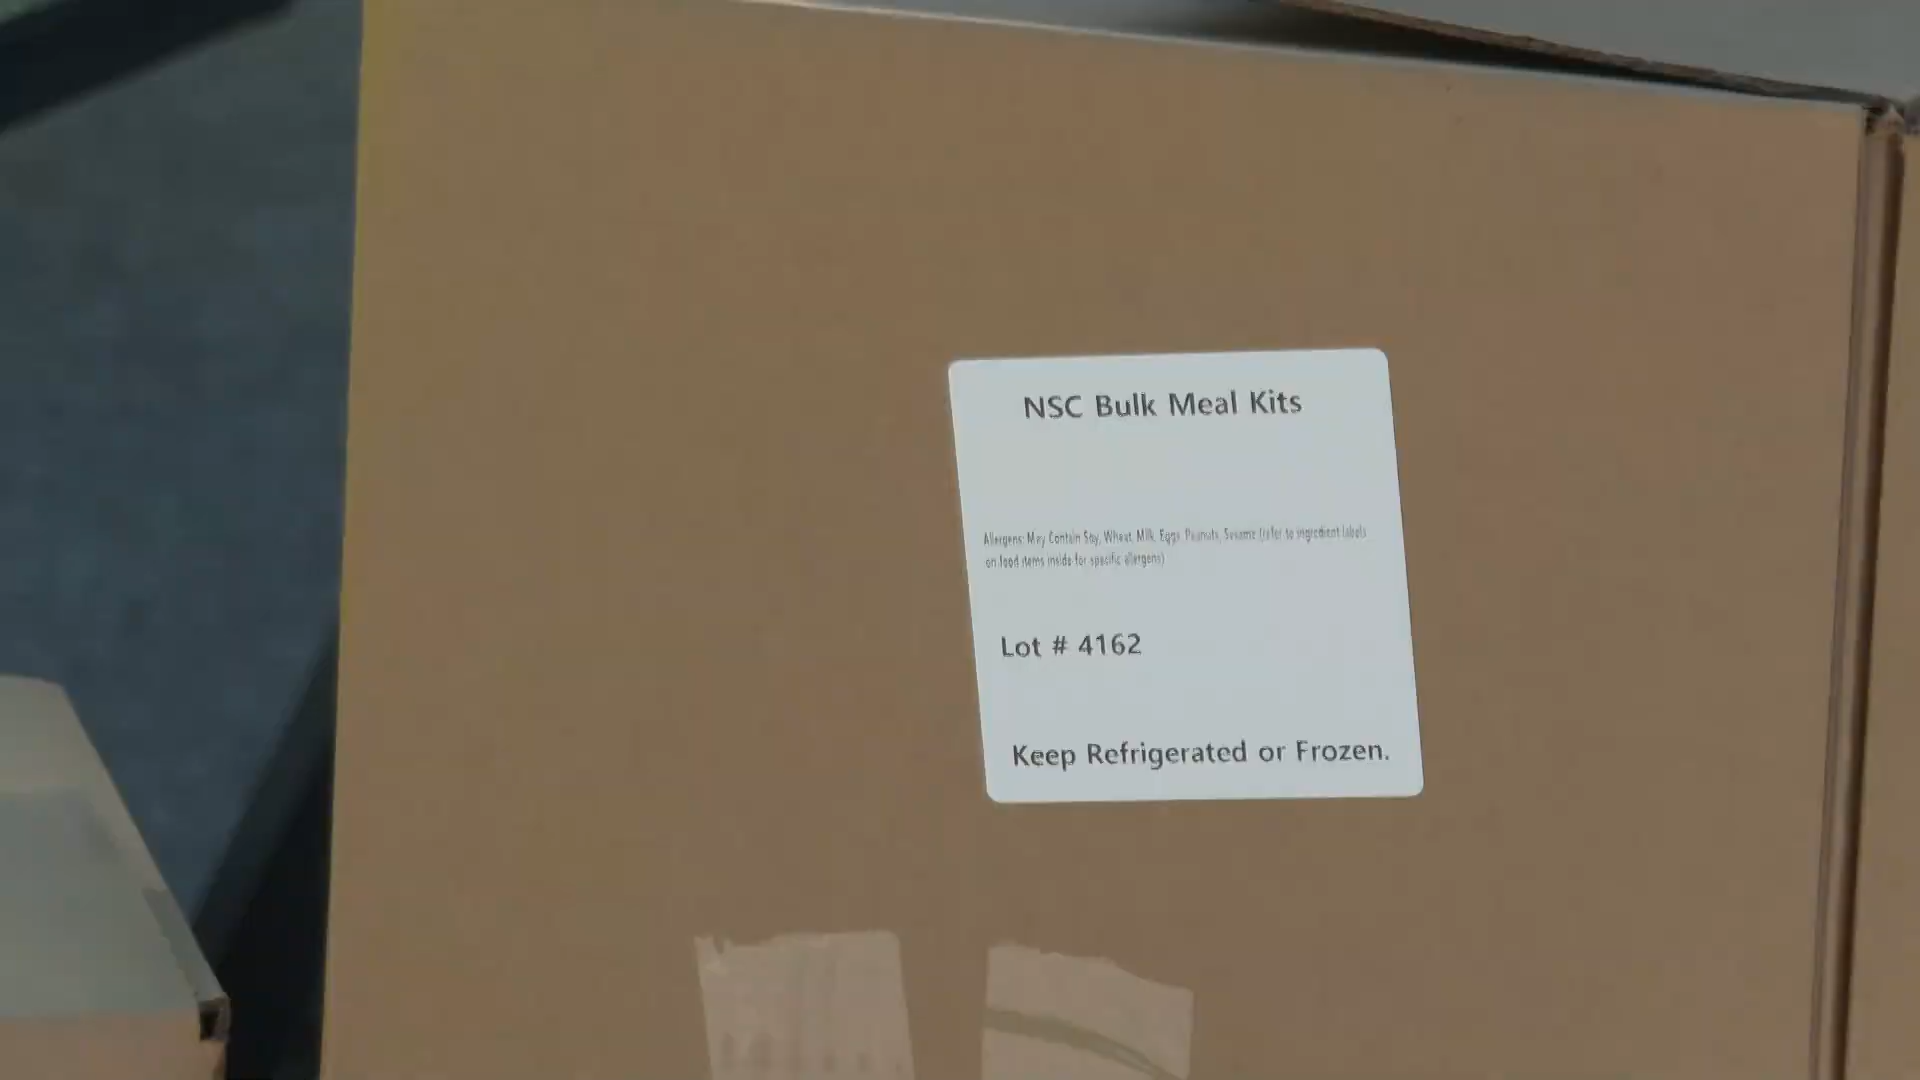 NSC Bulk Meal Kits
Allergens: May Contain Soy, Wheat, Milk, Eggs, Peanuts, Sesame (refer to ingredient labels
on food items inside for specific allergens)
Lot # 4162
Keep Refrigerated or Frozen.